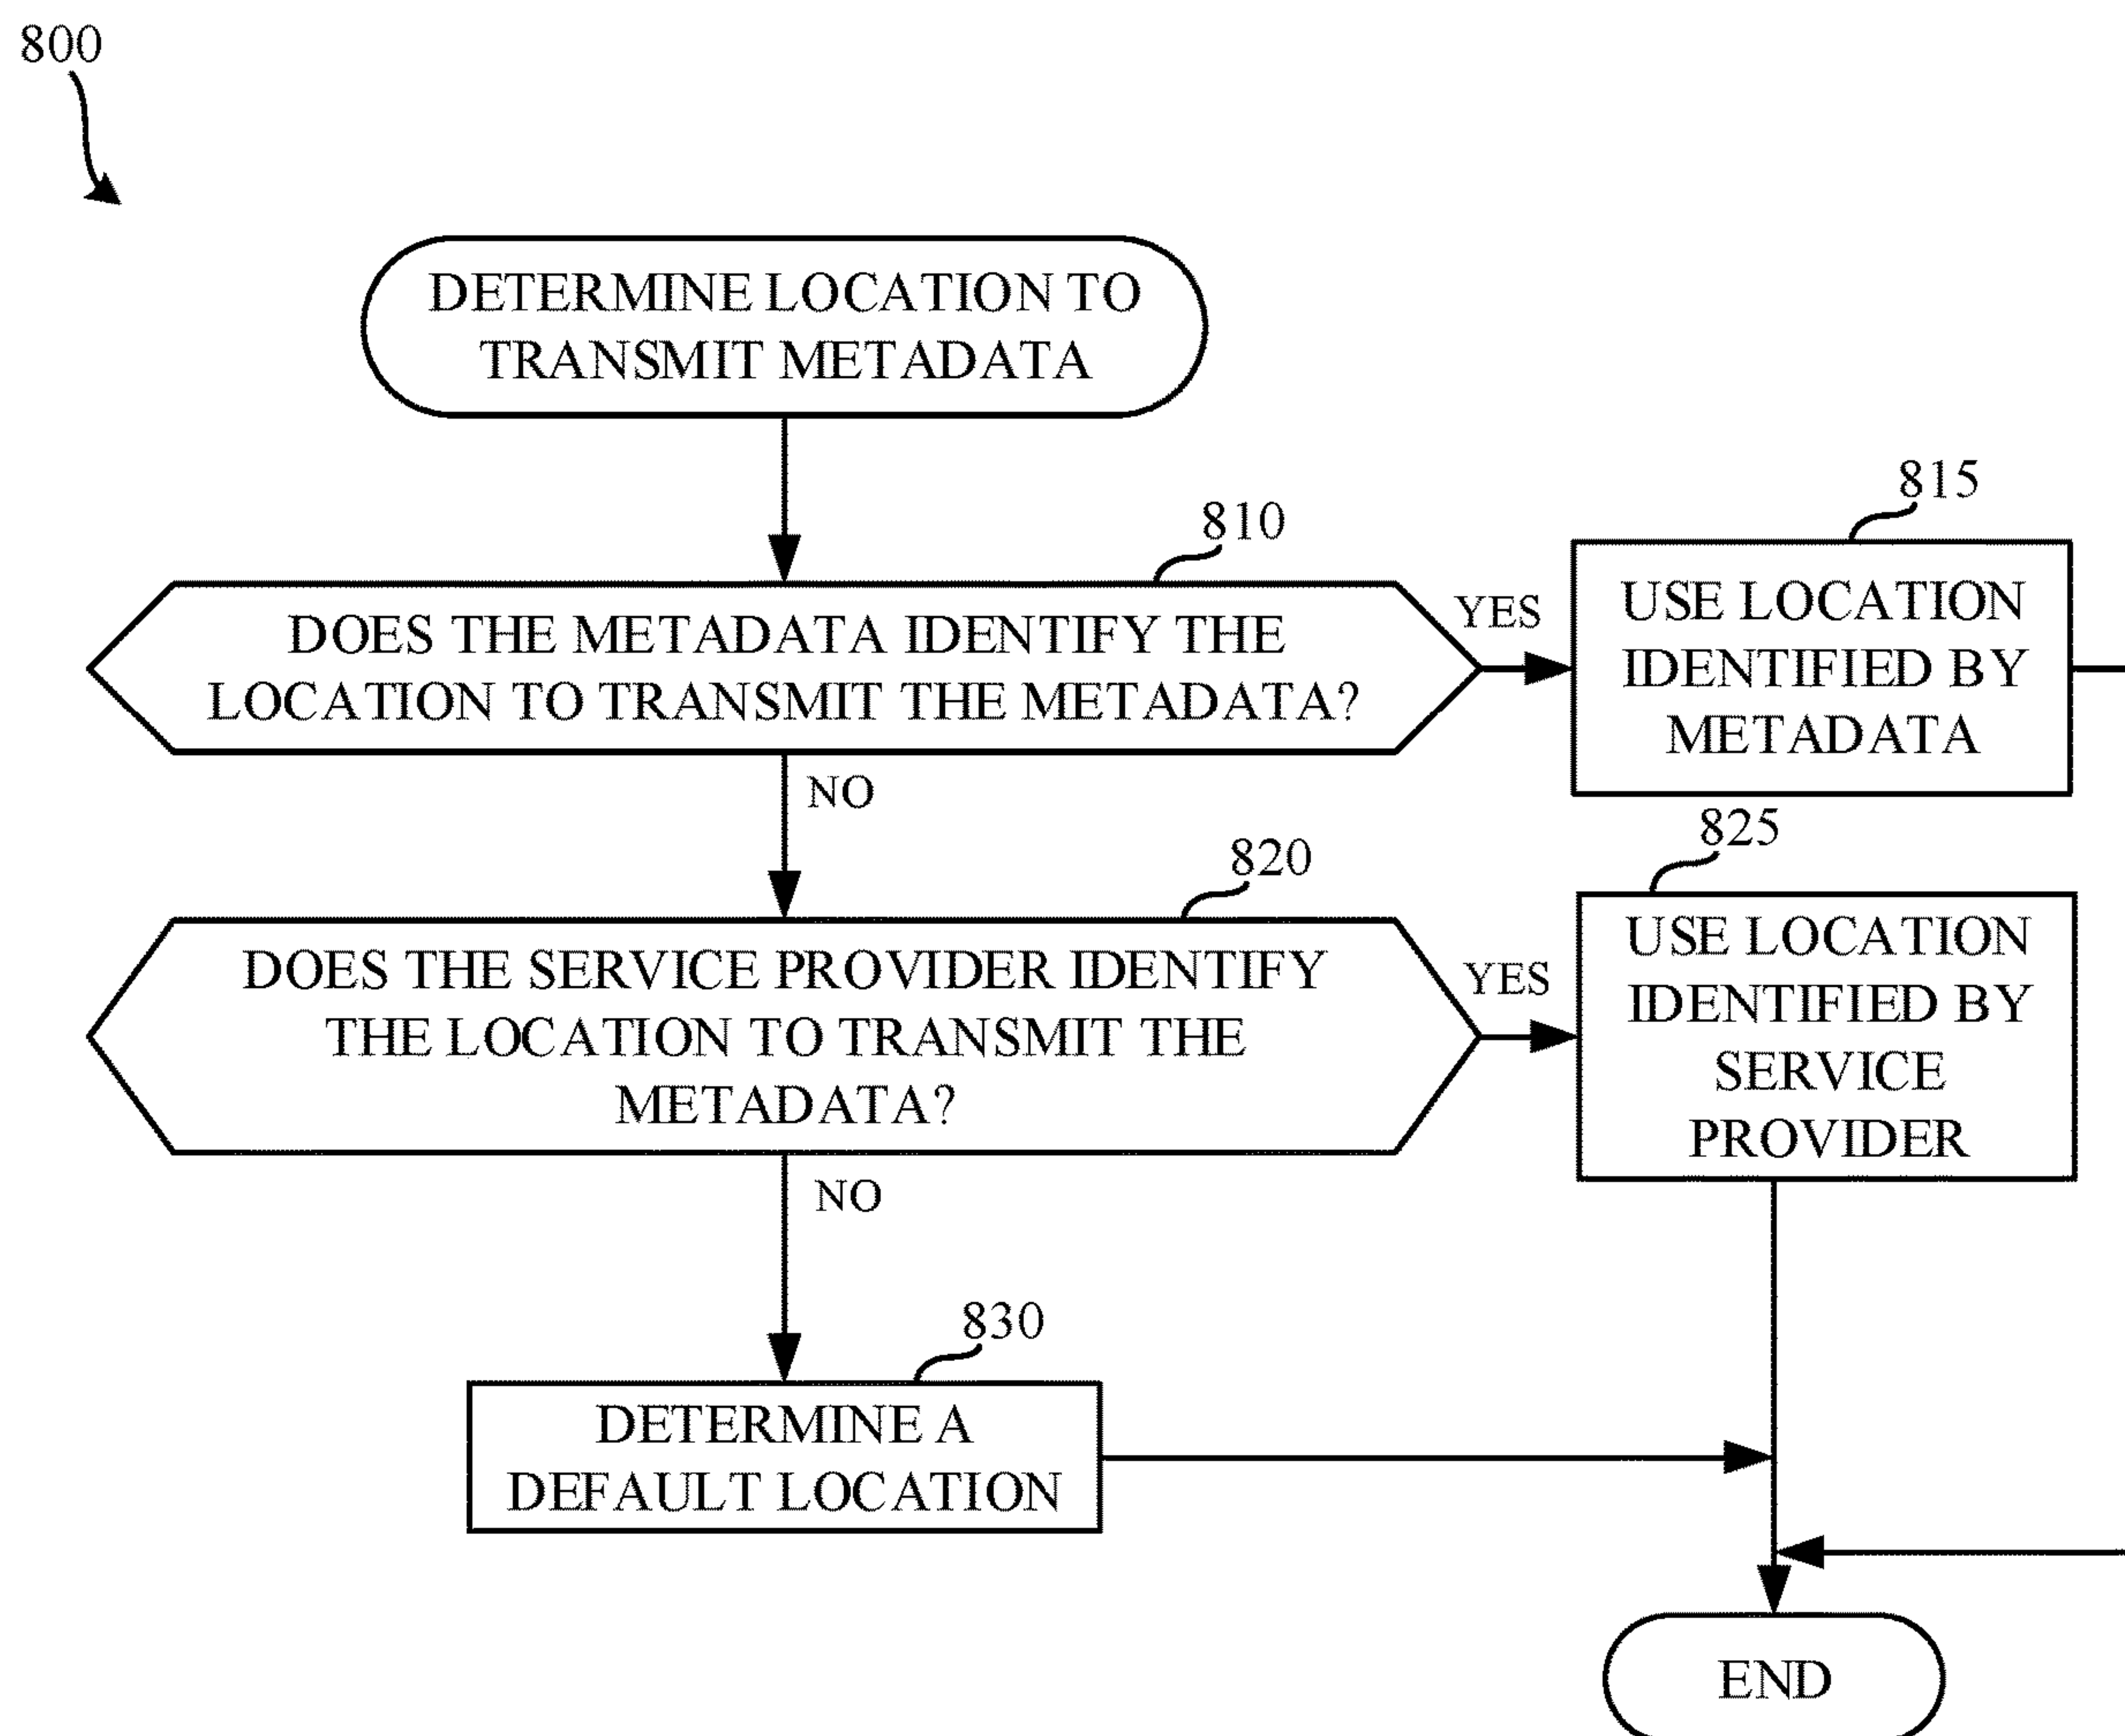 800
DETERMINE LOCATION TO
TRANSMIT METADATA
810
DOES THE METADATA IDENTIFY THE
LOCATION TO TRANSMIT THE METADATA?
YES
815
USE LOCATION
IDENTIFIED BY
METADATA
NO
820
DOES THE SERVICE PROVIDER IDENTIFY
THE LOCATION TO TRANSMIT THE
METADATA?
YES
825
USE LOCATION
IDENTIFIED BY
SERVICE
PROVIDER
NO
830
DETERMINE A
DEFAULT LOCATION
END